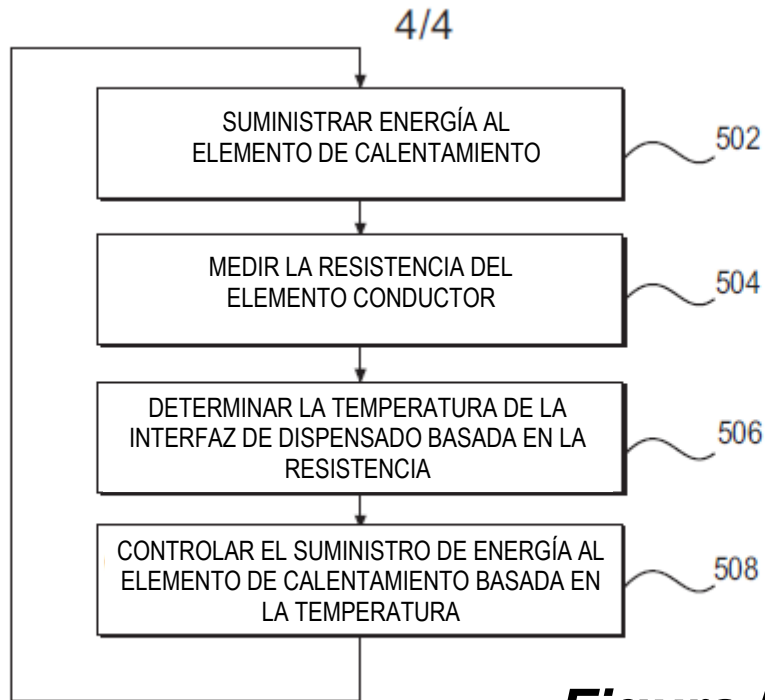 4/4
SUMINISTRAR ENERGÍA AL
ELEMENTO DE CALENTAMIENTO
502
MEDIR LA RESISTENCIA DEL
ELEMENTO CONDUCTOR
504
DETERMINAR LA TEMPERATURA DE LA
INTERFAZ DE DISPENSADO BASADA EN LA
RESISTENCIA
506
CONTROLAR EL SUMINISTRO DE ENERGÍA AL
ELEMENTO DE CALENTAMIENTO BASADA EN
LA TEMPERATURA
508